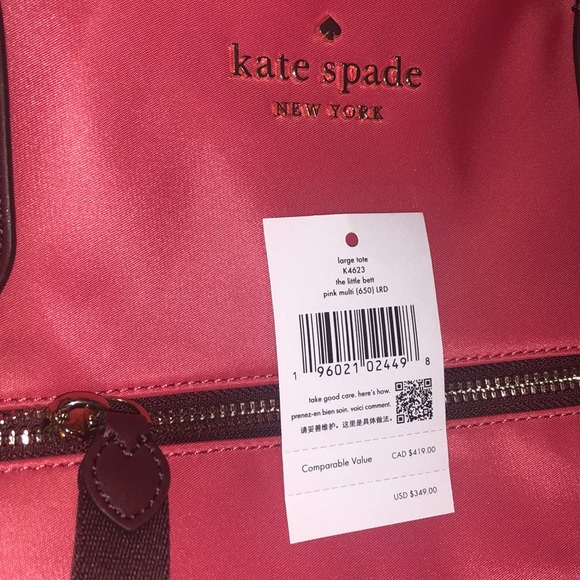 kate spade
NEW YORK
large tote
K4623
the little bett
pink multi (650) LRD
1 96021 02449 8
take good care. here's how.
prenez-en bien soin. voici comment.
请妥善维护。这里是具体做法。
Comparable Value CAD $419.00
USD $349.00